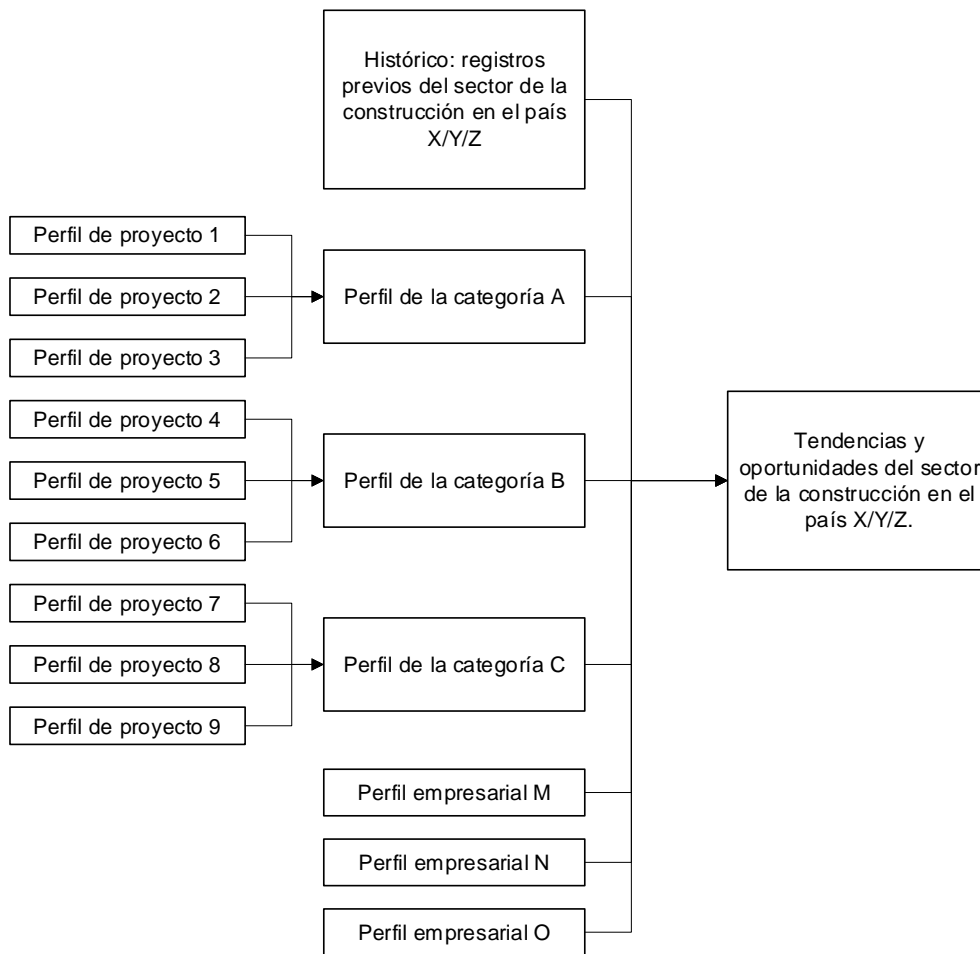 Histórico: registros
previos del sector de la
construcción en el país
X/Y/Z
Perfil de proyecto 1
Perfil de proyecto 2
Perfil de proyecto 3
Perfil de la categoría A
Perfil de proyecto 4
Perfil de proyecto 5
Perfil de proyecto 6
Perfil de la categoría B
Perfil de proyecto 7
Perfil de proyecto 8
Perfil de proyecto 9
Perfil de la categoría C
Perfil empresarial M
Perfil empresarial N
Perfil empresarial O
Tendencias y
oportunidades del sector
de la construcción en el
país X/Y/Z.